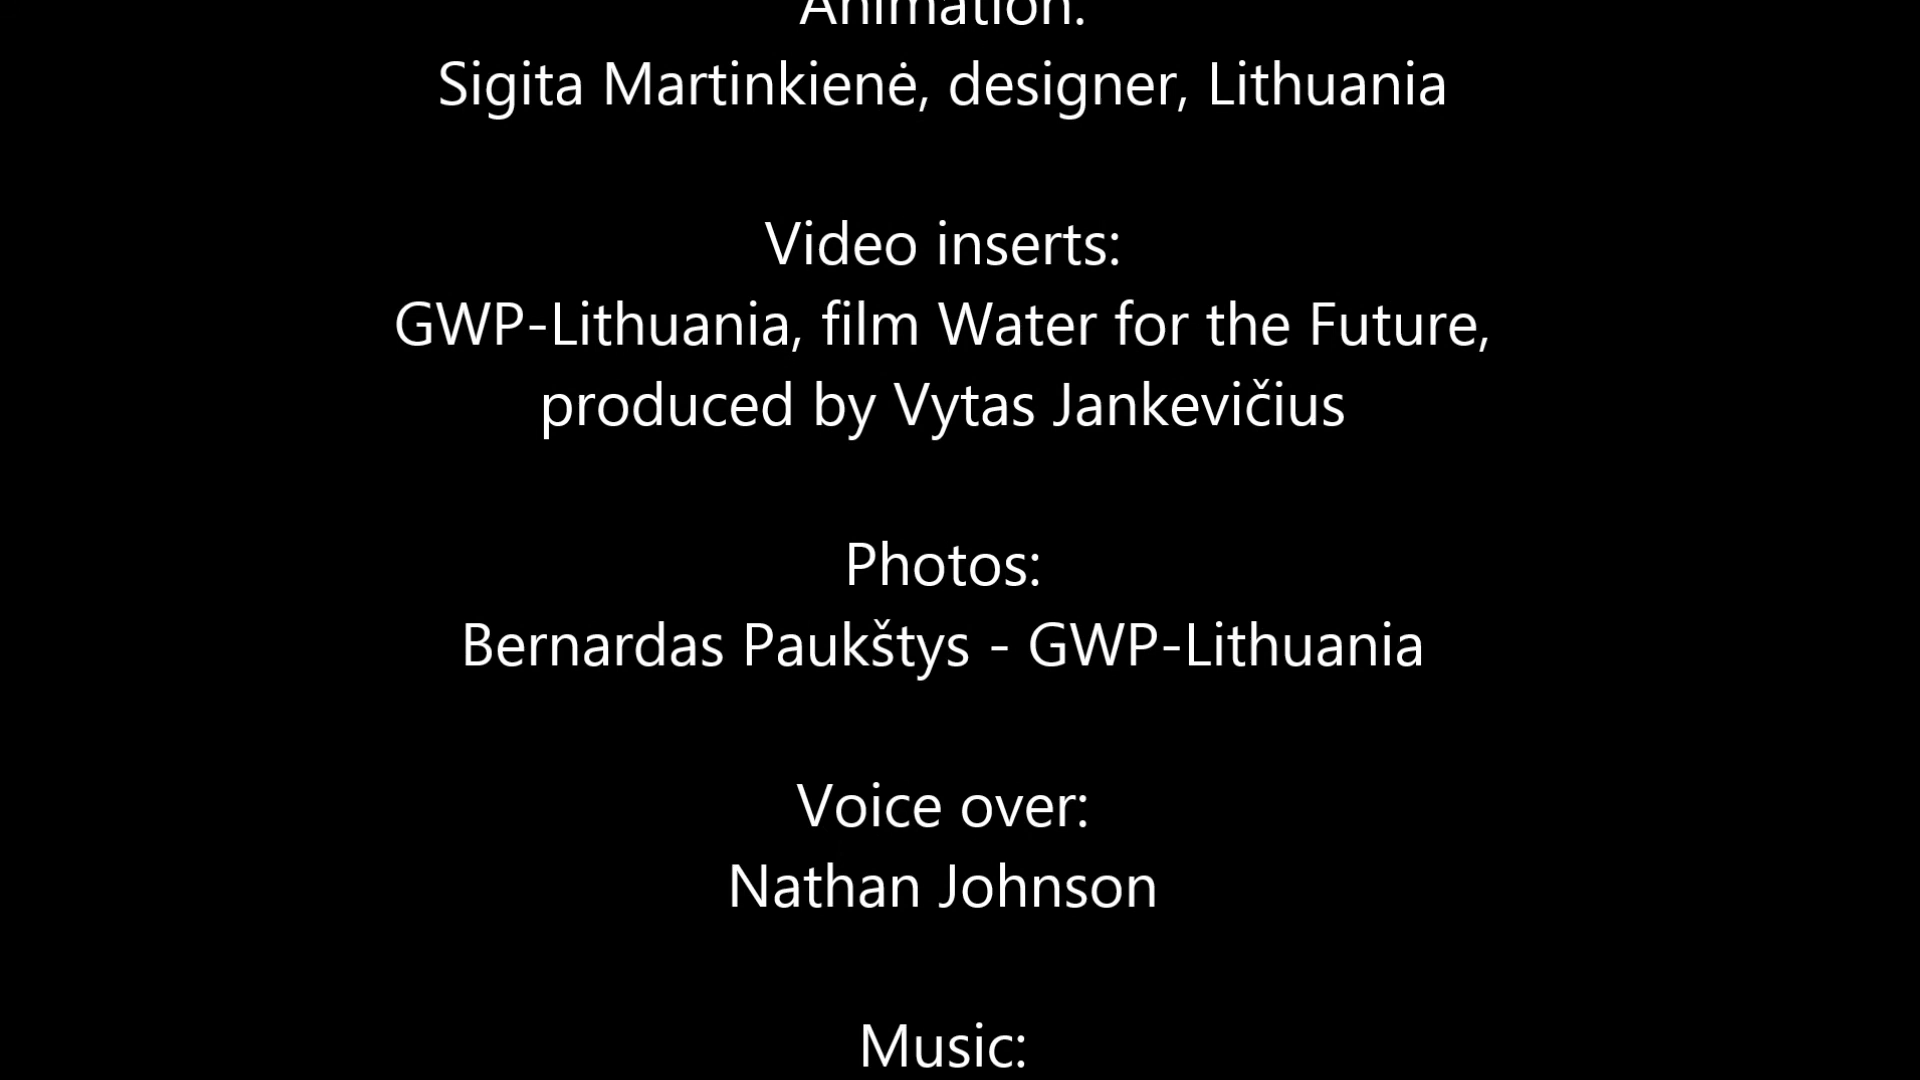 Animation:
Sigita Martinkienė, designer, Lithuania
Video inserts:
GWP-Lithuania, film Water for the Future,
produced by Vytas Jankevičius
Photos:
Bernardas Paukštys - GWP-Lithuania
Voice over:
Nathan Johnson
Music: